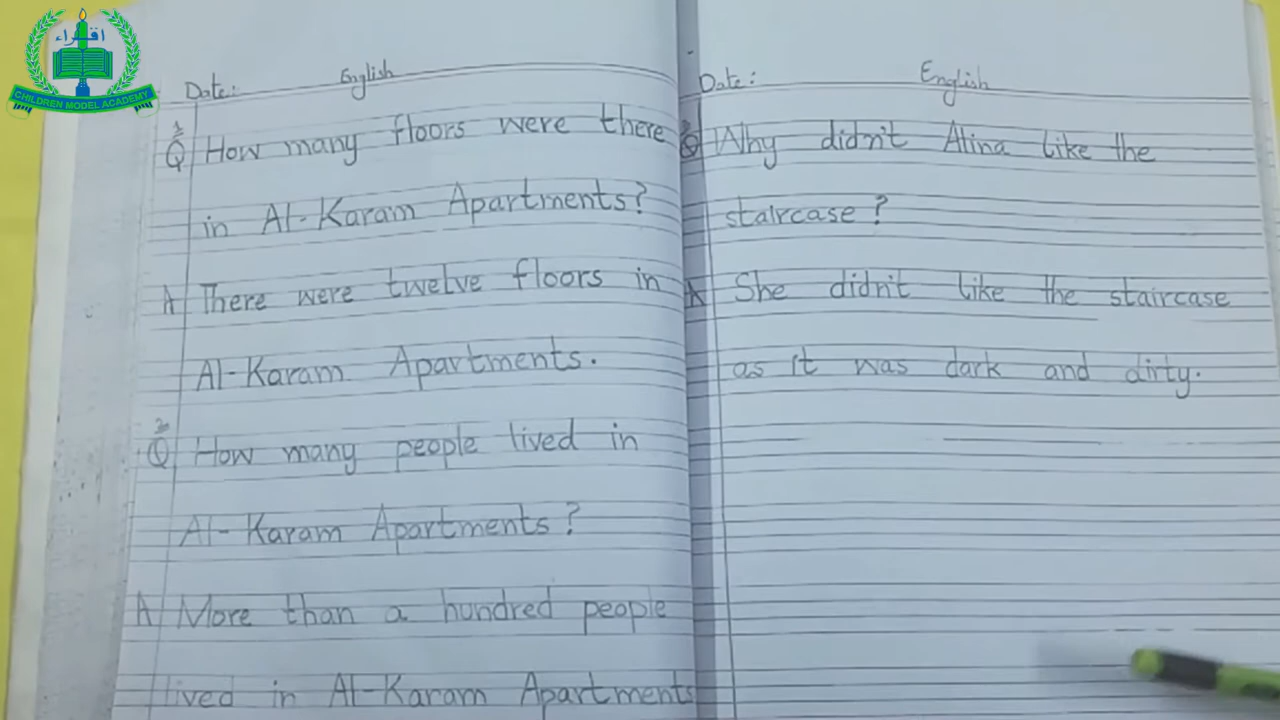 اقراء
CHILDREN MODEL ACADEMY
Date: English
Q How many floors were there
in Al-Karam Apartments?
A There were twelve floors in
Al-Karam Apartments.
Q How many people lived in
Al-Karam Apartments?
A More than a hundred people
lived in Al-Karam Apartments
Date: English
Q Why didn't Alina like the
staircase?
A She didn't like the staircase
as it was dark and dirty.